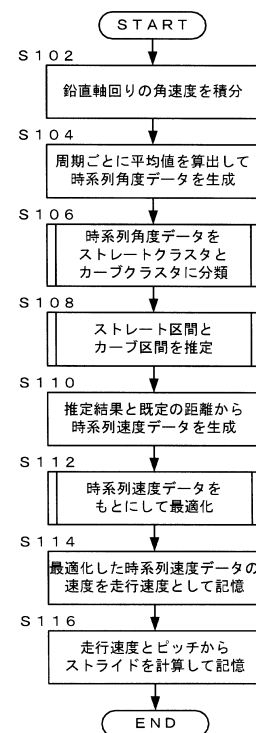 START
S102
鉛直軸回りの角速度を積分
S104
周期ごとに平均値を算出して
時系列角度データを生成
S106
時系列角度データを
ストレートクラスタと
カーブクラスタに分類
S108
ストレート区間と
カーブ区間を推定
S110
推定結果と既定の距離から
時系列速度データを生成
S112
時系列速度データを
もとにして最適化
S114
最適化した時系列速度データの
速度を走行速度として記憶
S116
走行速度とピッチから
ストライドを計算して記憶
END